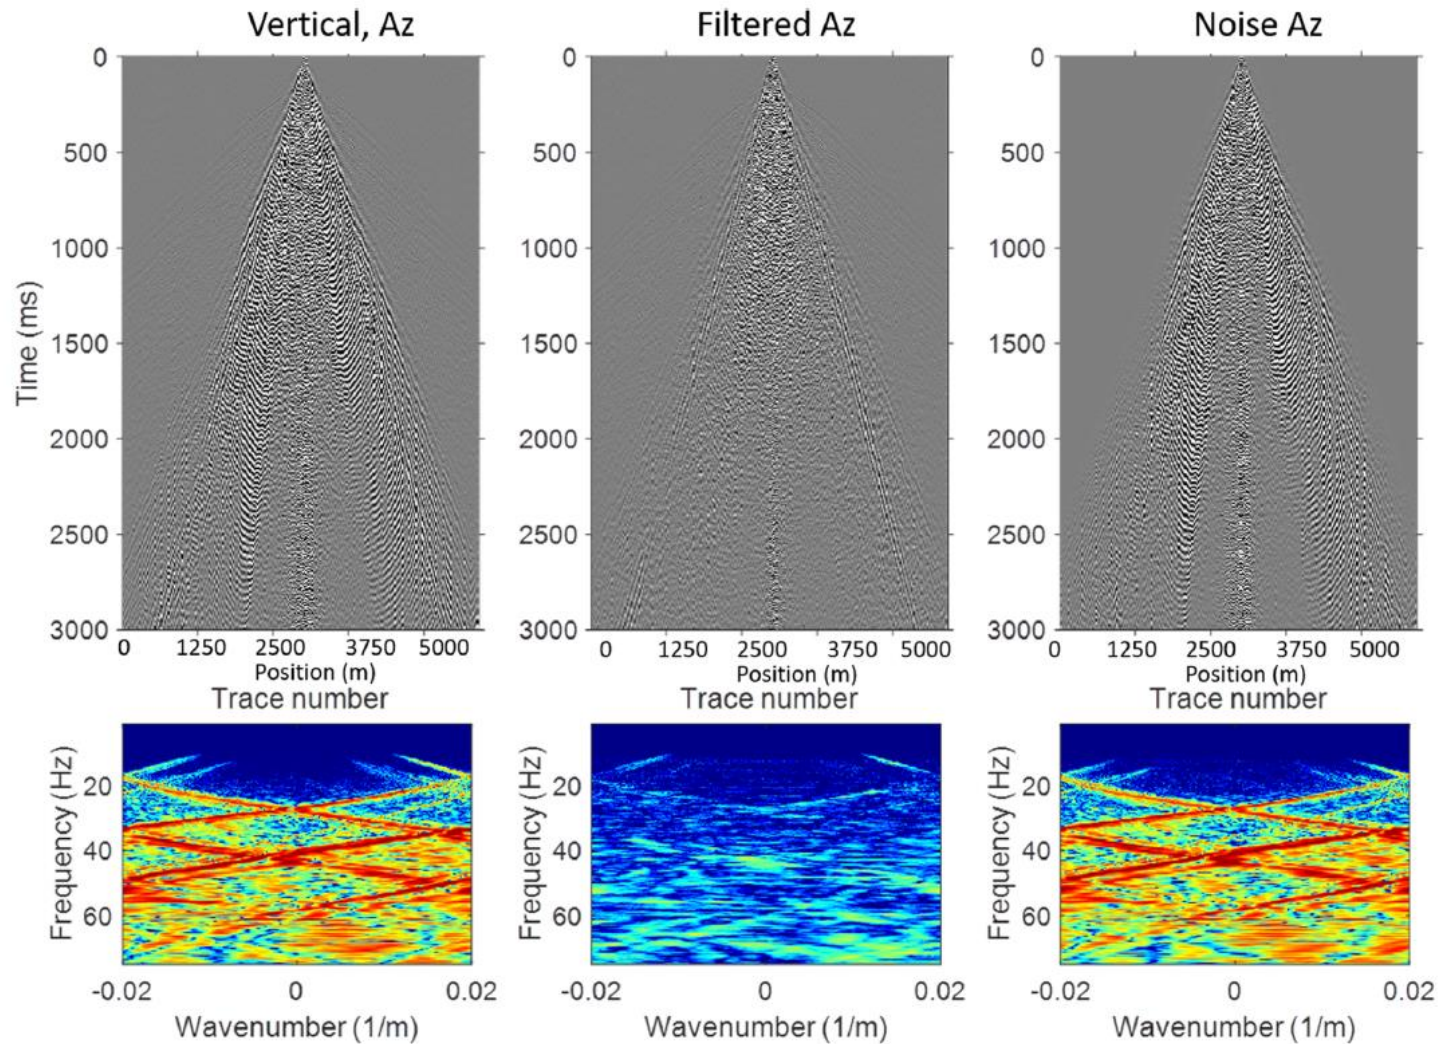 Vertical, Az
Filtered Az
Noise Az
0
500
1000
1500
2000
2500
3000
Time (ms)
0 1250 2500 3750 5000
Position (m)
Trace number
0
500
1000
1500
2000
2500
3000
0 1250 2500 3750 5000
Position (m)
Trace number
0
500
1000
1500
2000
2500
3000
0 1250 2500 3750 5000
Position (m)
Trace number
Frequency (Hz)
20
40
60
-0.02 0 0.02
Wavenumber (1/m)
Frequency (Hz)
20
40
60
-0.02 0 0.02
Wavenumber (1/m)
Frequency (Hz)
20
40
60
-0.02 0 0.02
Wavenumber (1/m)